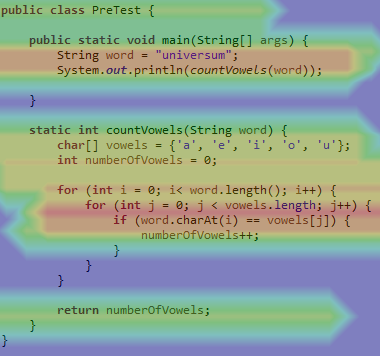 public class PreTest {
public static void main(String[] args) {
String word = "universum";
System.out.println(countVowels(word));
}
static int countVowels(String word) {
char[] vowels = {'a', 'e', 'i', 'o', 'u'};
int numberOfVowels = 0;
for (int i = 0; i< word.length(); i++) {
for (int j = 0; j < vowels.length; j++) {
if (word.charAt(i) == vowels[j]) {
numberOfVowels++;
}
}
}
return numberOfVowels;
}
}